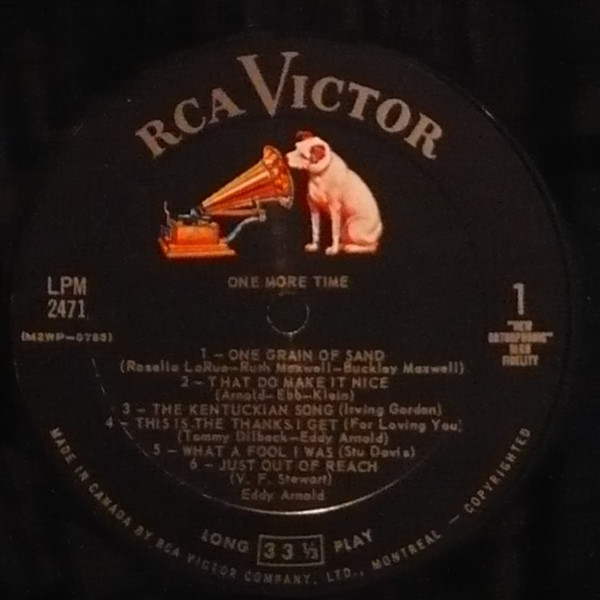 RCA VICTOR
ONE MORE TIME
LPM
2471
(M2WP-0785)
1
"NEW
ORTHOPHONIC"
HIGH
FIDELITY
1 - ONE GRAIN OF SAND
(Rosalie LaRue-Ruth Maxwell-Buckley Maxwell)
2 - THAT DO MAKE IT NICE
(Arnold-Ebb-Klein)
3 - THE KENTUCKIAN SONG (Irving Gordon)
4 - THIS IS THE THANKS I GET (For Loving You)
(Tommy Dilbeck-Eddy Arnold)
5 - WHAT A FOOL I WAS (Stu Davis)
6 - JUST OUT OF REACH
(V. F. Stewart)
Eddy Arnold
LONG 33 1/3 PLAY
MADE IN CANADA BY RCA VICTOR COMPANY, LTD., MONTREAL - COPYRIGHTED